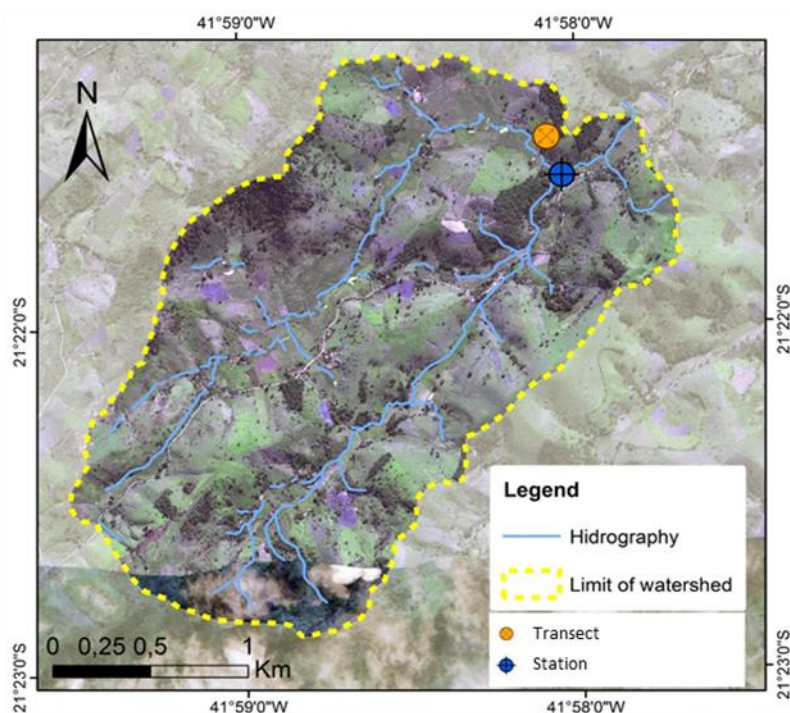 41°59'0"W 41°58'0"W
N
21°22'0"S 21°22'0"S
Legend
Hidrography
Limit of watershed
Transect
Station
0 0,25 0,5 1
Km
21°23'0"S 21°23'0"S
41°59'0"W 41°58'0"W